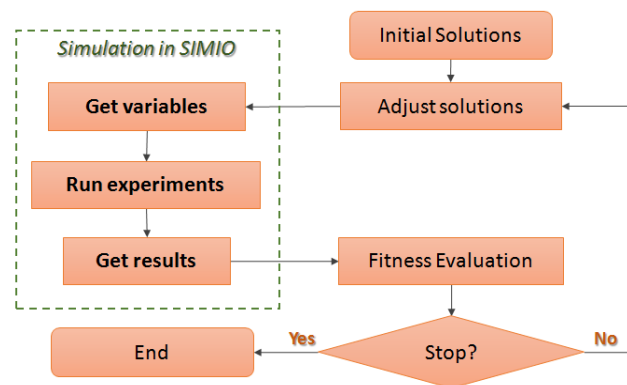 Simulation in SIMIO
Initial Solutions
Get variables
Adjust solutions
Run experiments
Get results
Fitness Evaluation
End
Yes
Stop?
No